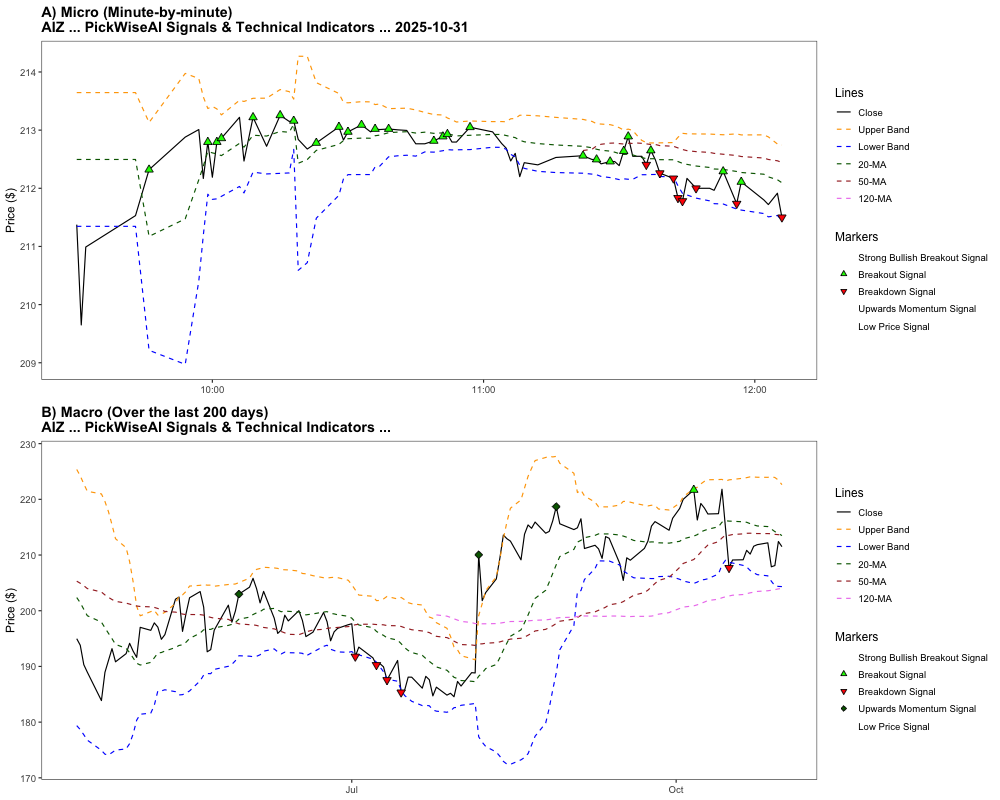 A) Micro (Minute-by-minute)
AIZ ... PickWiseAI Signals & Technical Indicators ... 2025-10-31
Price ($)
214
213
212
211
210
209
10:00
11:00
12:00
Lines
Close
Upper Band
Lower Band
20-MA
50-MA
120-MA
Markers
Strong Bullish Breakout Signal
Breakout Signal
Breakdown Signal
Upwards Momentum Signal
Low Price Signal
B) Macro (Over the last 200 days)
AIZ ... PickWiseAI Signals & Technical Indicators ...
Price ($)
230
220
210
200
190
180
170
Jul
Oct
Lines
Close
Upper Band
Lower Band
20-MA
50-MA
120-MA
Markers
Strong Bullish Breakout Signal
Breakout Signal
Breakdown Signal
Upwards Momentum Signal
Low Price Signal